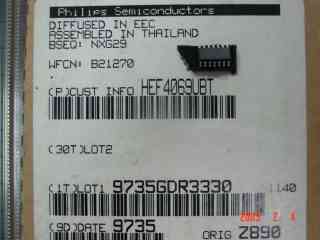 Philips Semiconductors
DIFFUSED IN EEC
ASSEMBLED IN THAILAND
BSEQ: NXG29
WFCN: B21270
(P)CUST INFO HEF4069UBT
(30T)LOT2
(1T)LOT1 9735GDR3330 1140
(9D)DATE 9735 ORIG Z890
2005 2 4